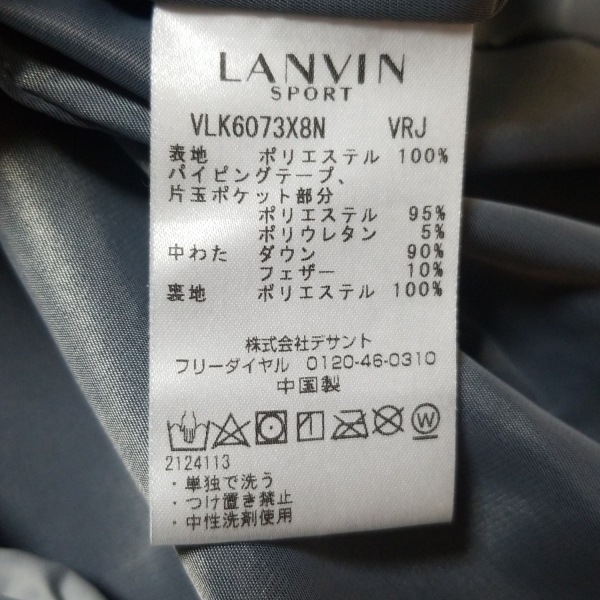 LANVIN
SPORT
VLK6073X8N VRJ
表地 ポリエステル 100%
パイピングテープ、
片玉ポケット部分
ポリエステル 95%
ポリウレタン 5%
中わた ダウン 90%
フェザー 10%
裏地 ポリエステル 100%
株式会社デサント
フリーダイヤル 0120-46-0310
中国製
W
2124113
・単独で洗う
・つけ置き禁止
・中性洗剤使用